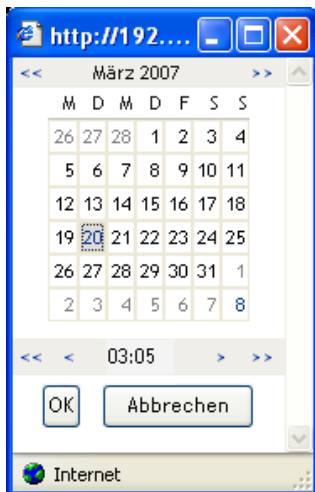 http://192....
<< März 2007 >>
M D M D F S S
26 27 28 1 2 3 4
5 6 7 8 9 10 11
12 13 14 15 16 17 18
19 20 21 22 23 24 25
26 27 28 29 30 31 1
2 3 4 5 6 7 8
<< < 03:05 > >>
OK Abbrechen
Internet